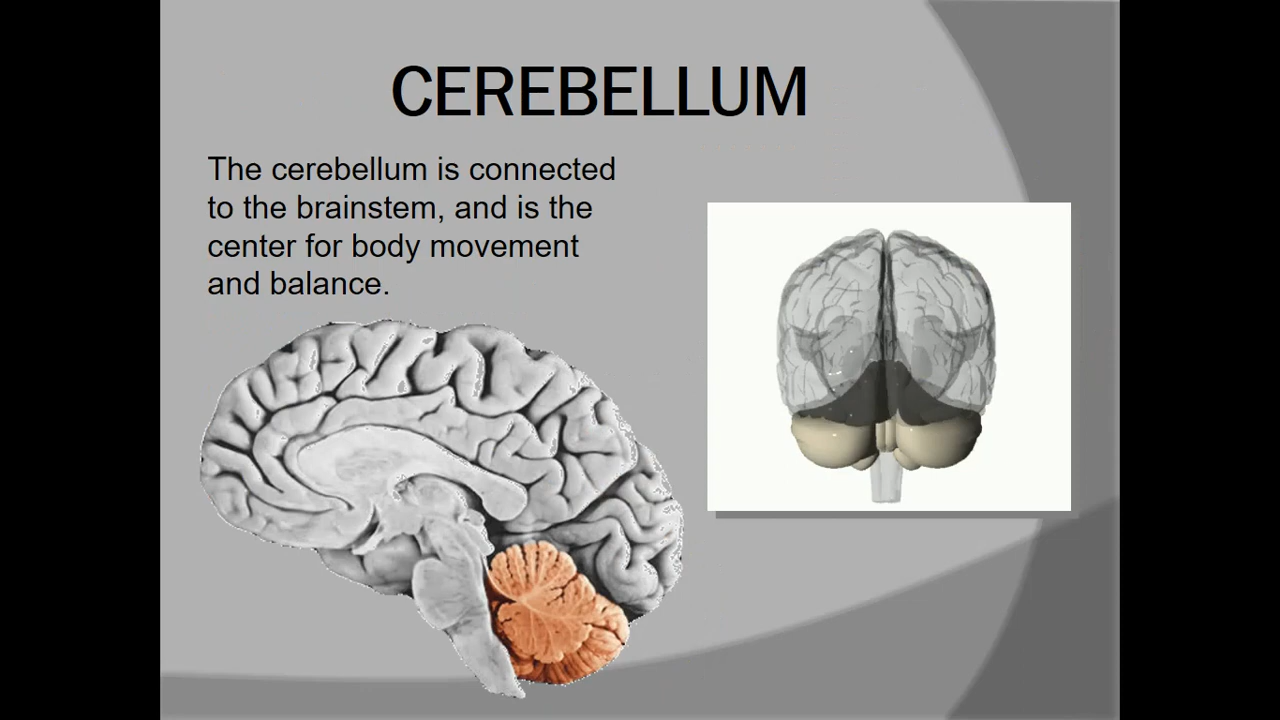 CEREBELLUM
The cerebellum is connected
to the brainstem, and is the
center for body movement
and balance.